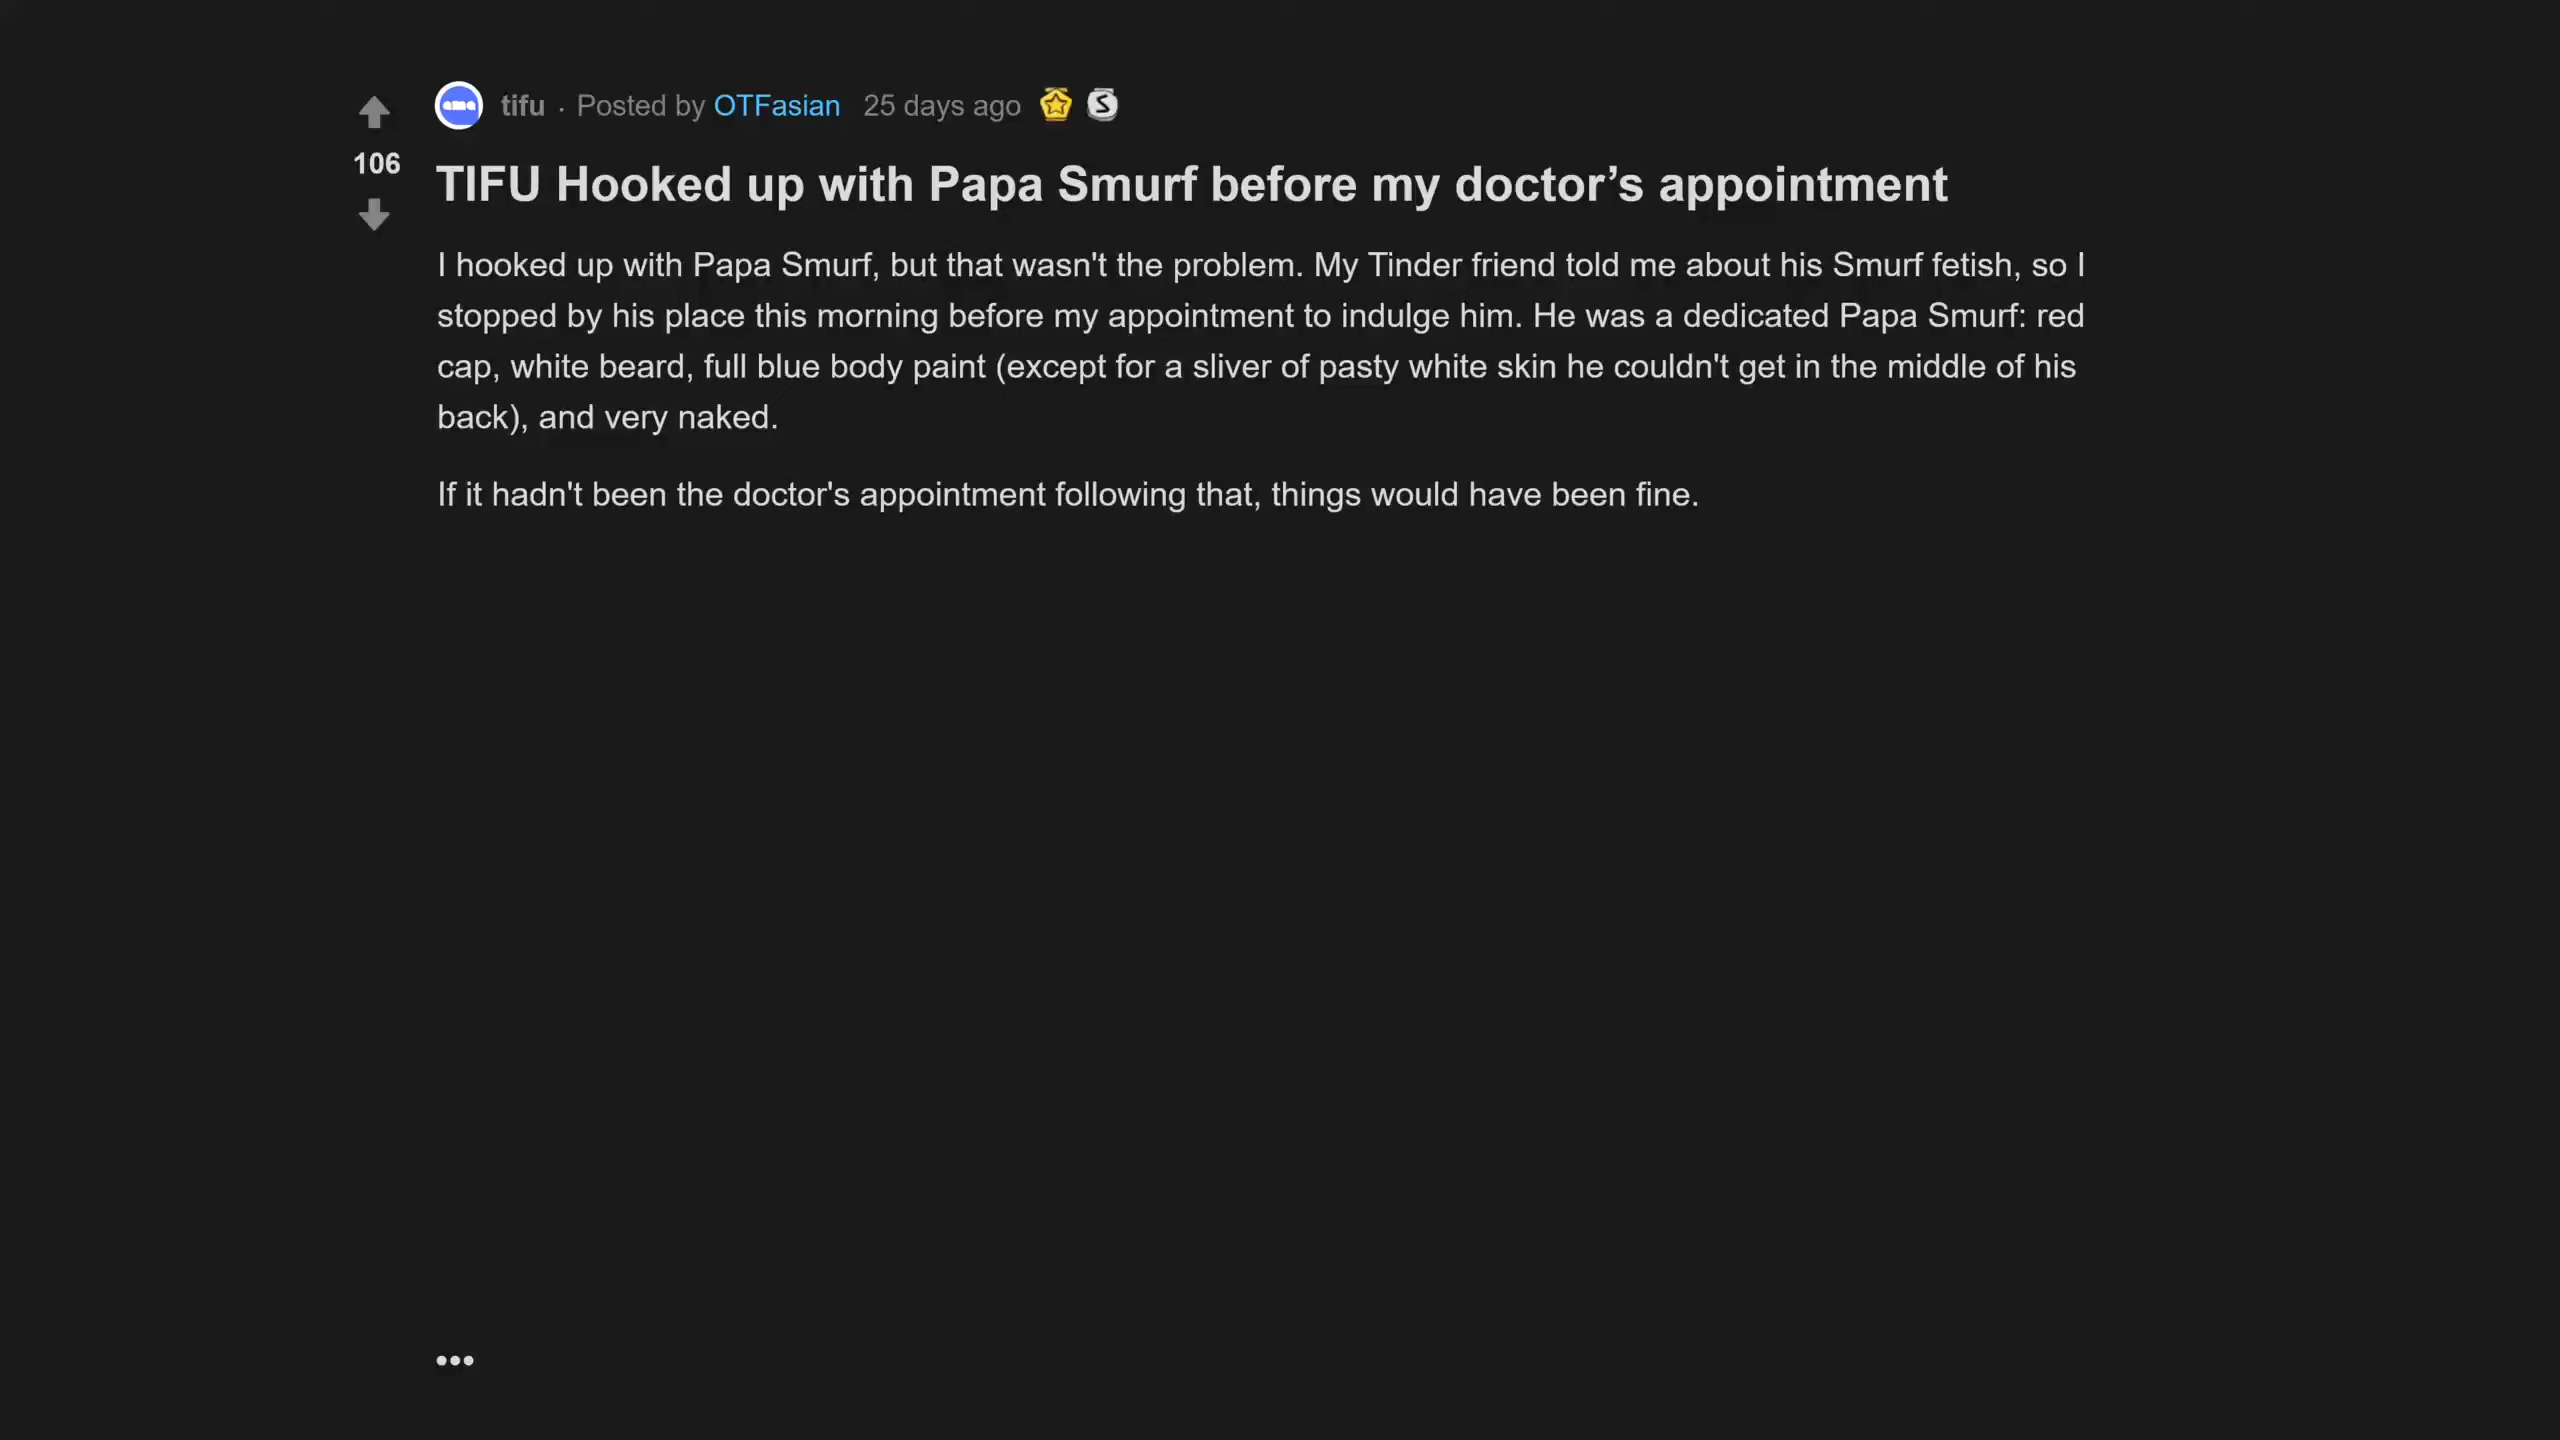 tifu · Posted by OTFasian 25 days ago
106
TIFU Hooked up with Papa Smurf before my doctor’s appointment
I hooked up with Papa Smurf, but that wasn't the problem. My Tinder friend told me about his Smurf fetish, so I
stopped by his place this morning before my appointment to indulge him. He was a dedicated Papa Smurf: red
cap, white beard, full blue body paint (except for a sliver of pasty white skin he couldn't get in the middle of his
back), and very naked.
If it hadn't been the doctor's appointment following that, things would have been fine.
•••